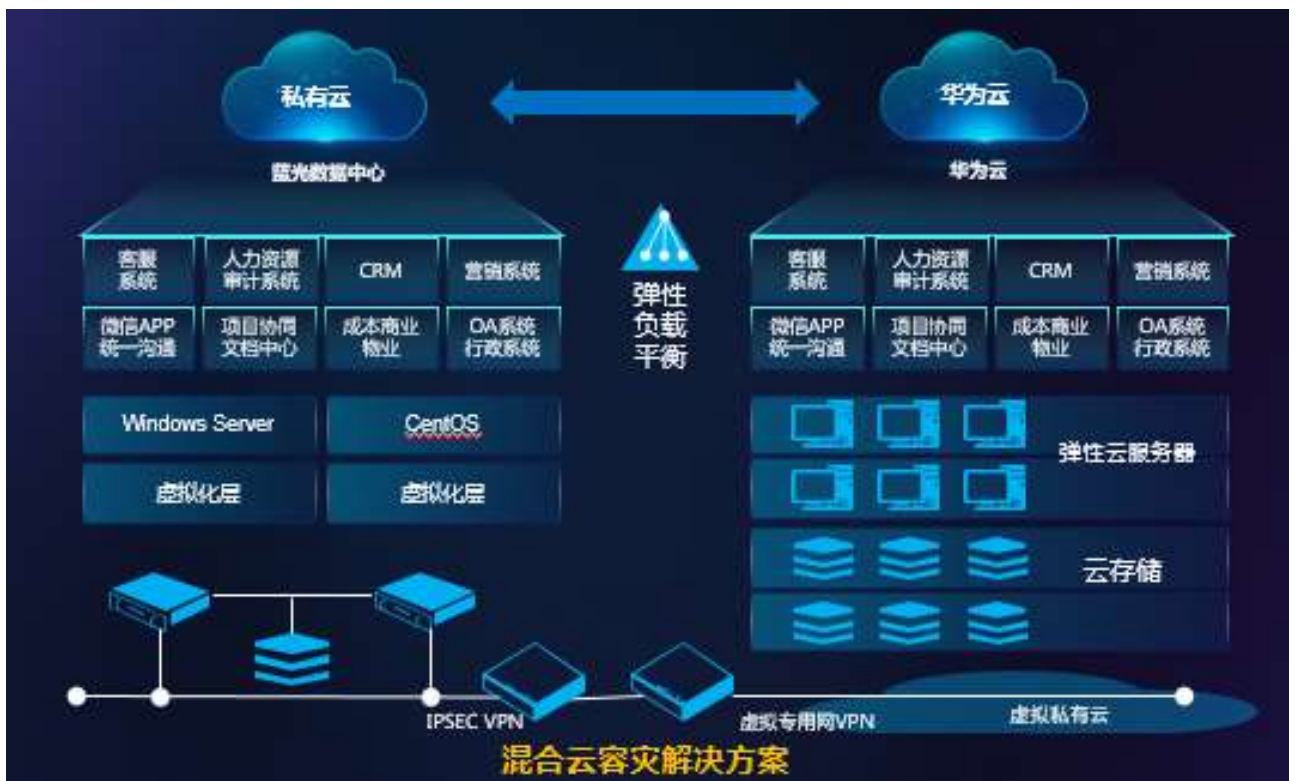 私有云
华为云
蓝光数据中心
华为云
客服
系统
人力资源
审计系统
CRM
营销系统
微信APP
统一沟通
项目协同
文档中心
成本商业
物业
OA系统
行政系统
弹性
负载
平衡
客服
系统
人力资源
审计系统
CRM
营销系统
微信APP
统一沟通
项目协同
文档中心
成本商业
物业
OA系统
行政系统
Windows Server
CentOS
虚拟化层
虚拟化层
弹性云服务器
云存储
IPSEC VPN
虚拟专用网VPN
虚拟私有云
混合云容灾解决方案